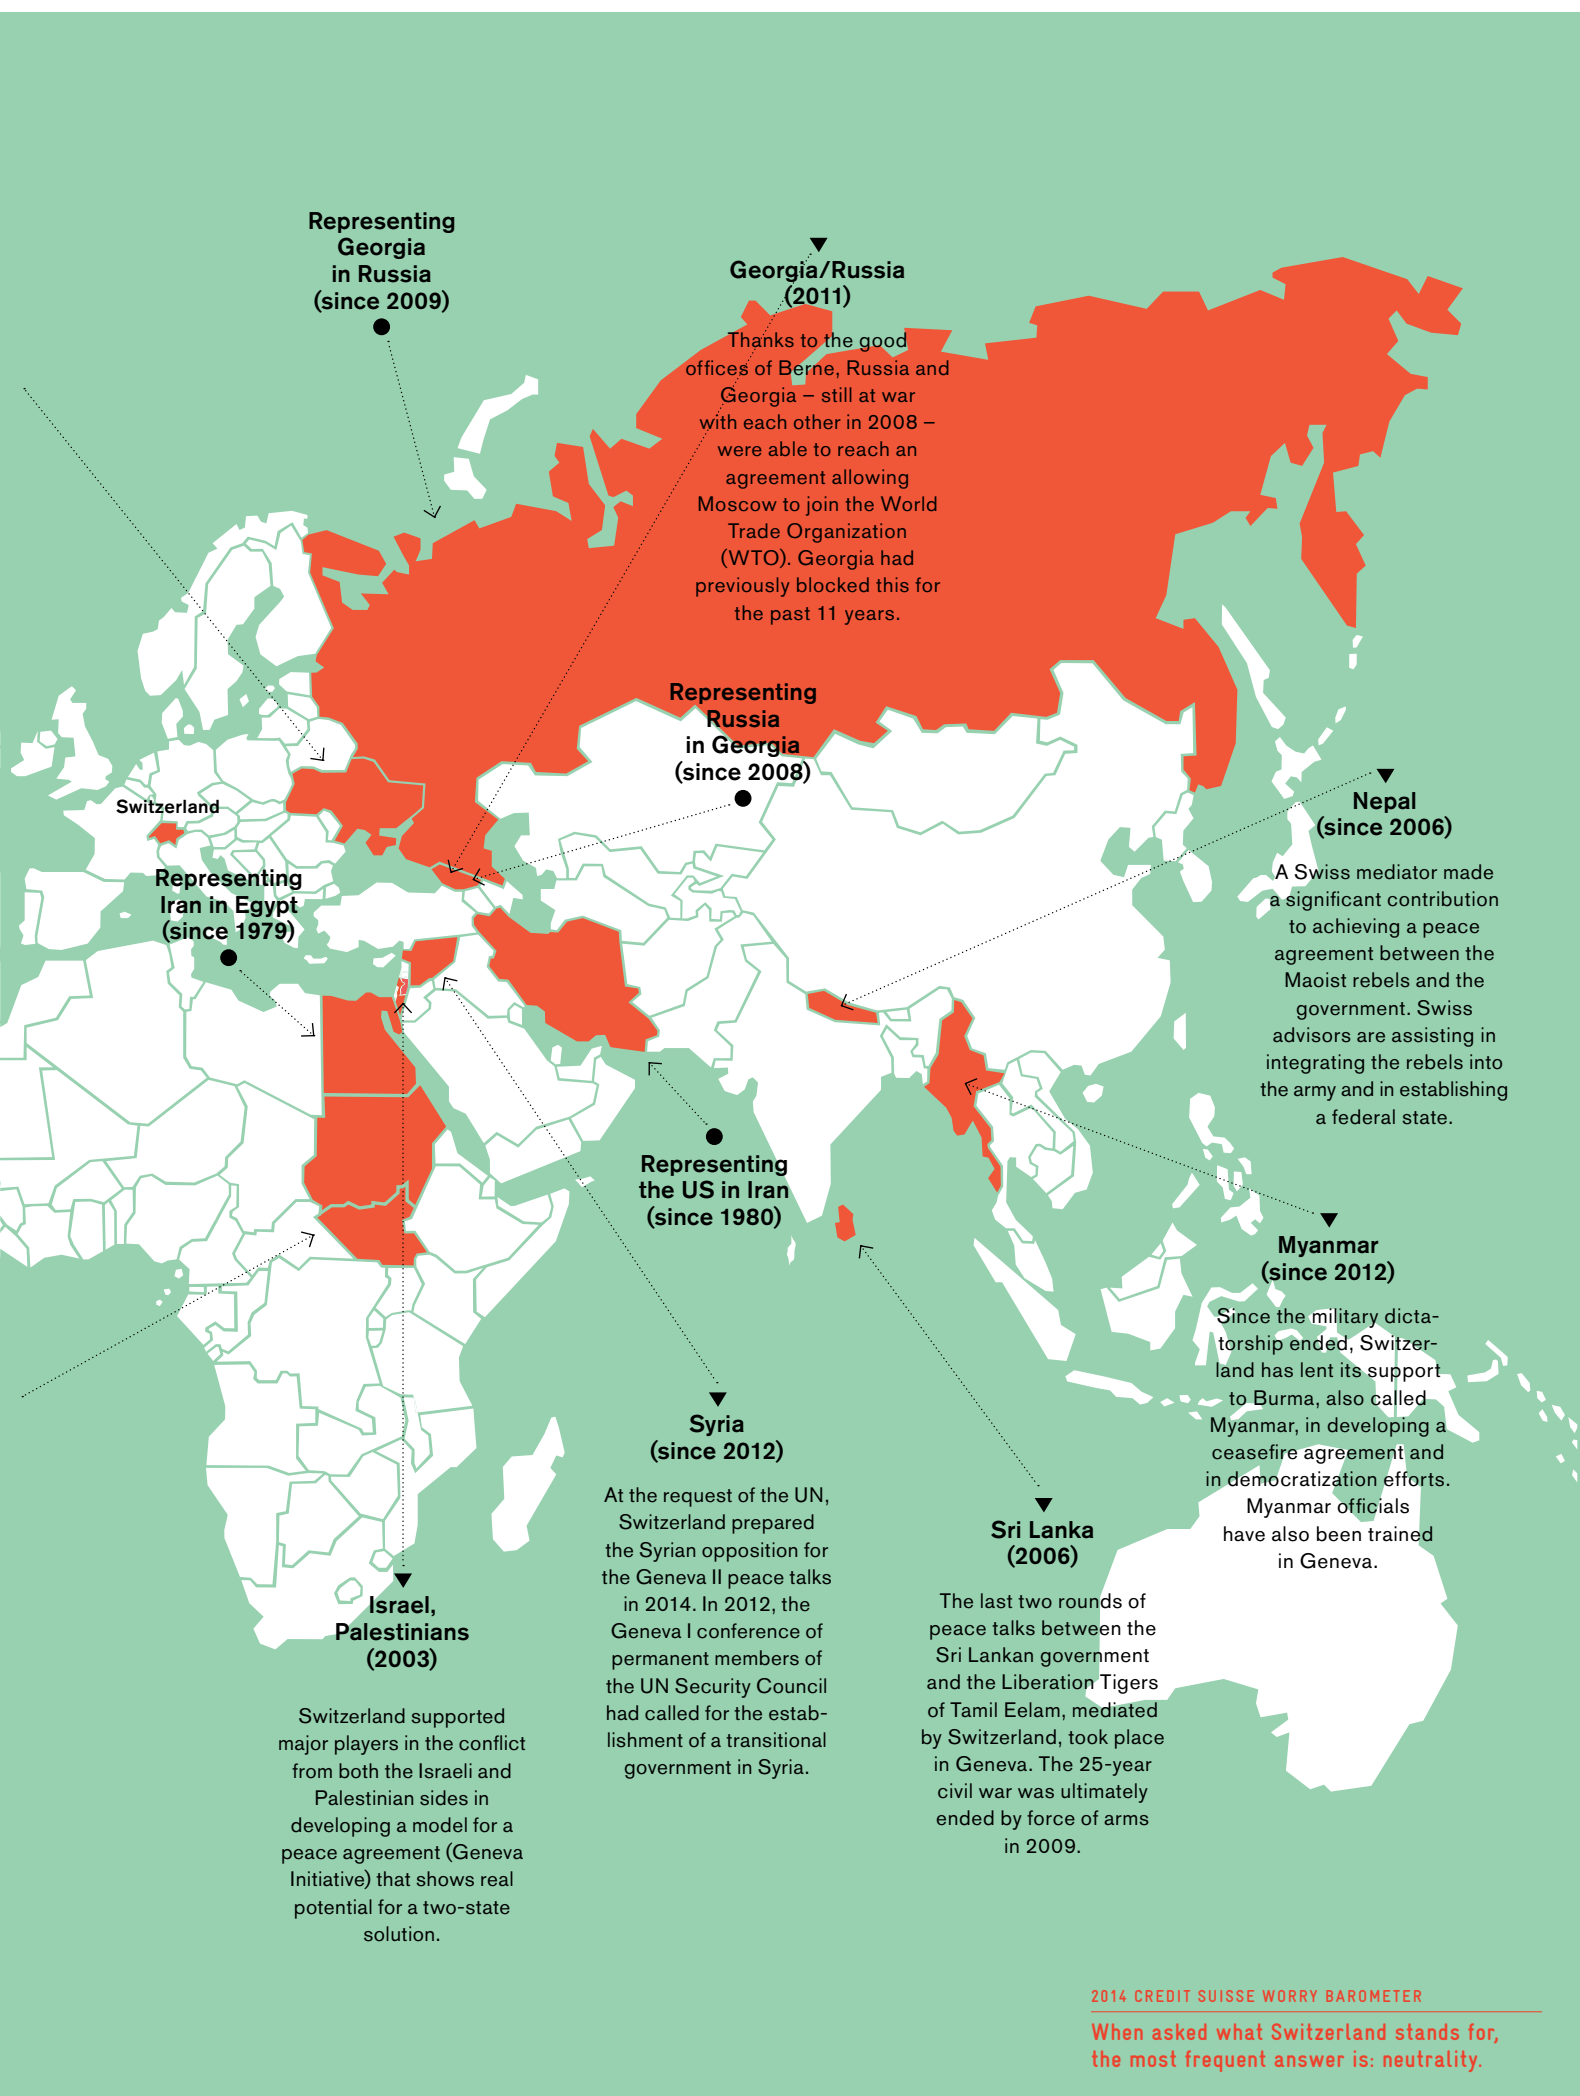 Representing
Georgia
in Russia
(since 2009)
Georgia/Russia
(2011)
Thanks to the good
offices of Berne, Russia and
Georgia – still at war
with each other in 2008 –
were able to reach an
agreement allowing
Moscow to join the World
Trade Organization
(WTO). Georgia had
previously blocked this for
the past 11 years.
Representing
Russia
in Georgia
(since 2008)
Switzerland
Representing
Iran in Egypt
(since 1979)
Nepal
(since 2006)
A Swiss mediator made
a significant contribution
to achieving a peace
agreement between the
Maoist rebels and the
government. Swiss
advisors are assisting in
integrating the rebels into
the army and in establishing
a federal state.
Representing
the US in Iran
(since 1980)
Myanmar
(since 2012)
Since the military dicta-
torship ended, Switzer-
land has lent its support
to Burma, also called
Myanmar, in developing a
ceasefire agreement and
in democratization efforts.
Myanmar officials
have also been trained
in Geneva.
Syria
(since 2012)
At the request of the UN,
Switzerland prepared
the Syrian opposition for
the Geneva II peace talks
in 2014. In 2012, the
Geneva I conference of
permanent members of
the UN Security Council
had called for the estab-
lishment of a transitional
government in Syria.
Sri Lanka
(2006)
The last two rounds of
peace talks between the
Sri Lankan government
and the Liberation Tigers
of Tamil Eelam, mediated
by Switzerland, took place
in Geneva. The 25-year
civil war was ultimately
ended by force of arms
in 2009.
Israel,
Palestinians
(2003)
Switzerland supported
major players in the conflict
from both the Israeli and
Palestinian sides in
developing a model for a
peace agreement (Geneva
Initiative) that shows real
potential for a two-state
solution.
2014 CREDIT SUISSE WORRY BAROMETER
When asked what Switzerland stands for,
the most frequent answer is: neutrality.